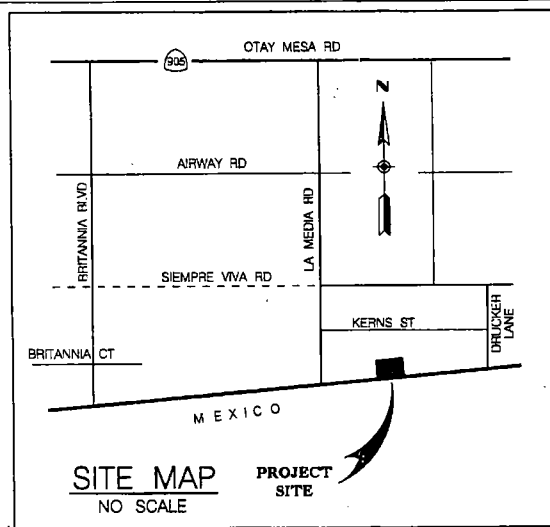 OTAY MESA RD
905
N
AIRWAY RD
BRITANNIA BLVD
LA MEDIA RD
SIEMPRE VIVA RD
KERNS ST
DRUCKER
LANE
BRITANNIA CT
MEXICO
SITE MAP
NO SCALE
PROJECT
SITE